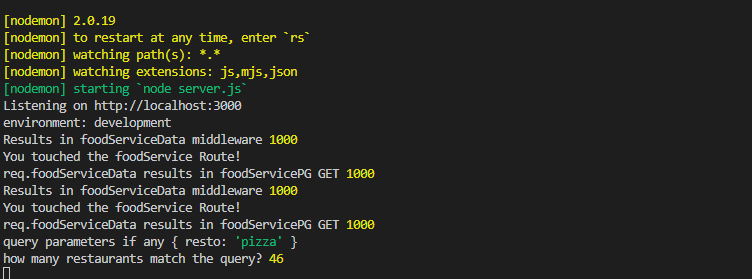 [nodemon] 2.0.19
[nodemon] to restart at any time, enter `rs`
[nodemon] watching path(s): *.*
[nodemon] watching extensions: js,mjs,json
[nodemon] starting `node server.js`
Listening on http://localhost:3000
environment: development
Results in foodServiceData middleware 1000
You touched the foodService Route!
req.foodServiceData results in foodServicePG GET 1000
Results in foodServiceData middleware 1000
You touched the foodService Route!
req.foodServiceData results in foodServicePG GET 1000
query parameters if any { resto: 'pizza' }
how many restaurants match the query? 46